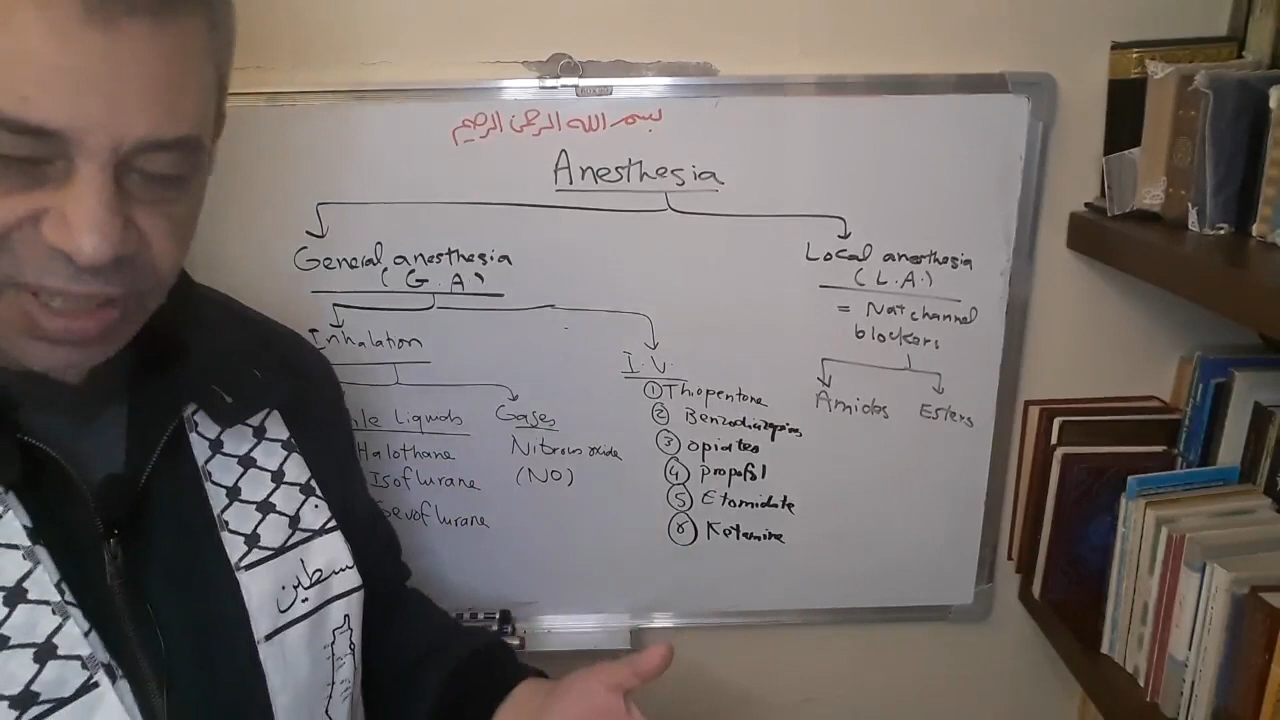 بسم الله الرحمن الرحيم
Anesthesia
General anesthesia
(G.A)
Local anesthesia
(L.A.)
= Na+ channel
blockers
Inhalation
I.V.
Amides Esters
① Thiopentone
② Benzodiazepines
③ opiates
④ propofol
⑤ Etomidate
⑥ Ketamine
Liquids
Halothane
Isoflurane
Sevoflurane
Gases
Nitrous oxide
(NO)
فلسطين